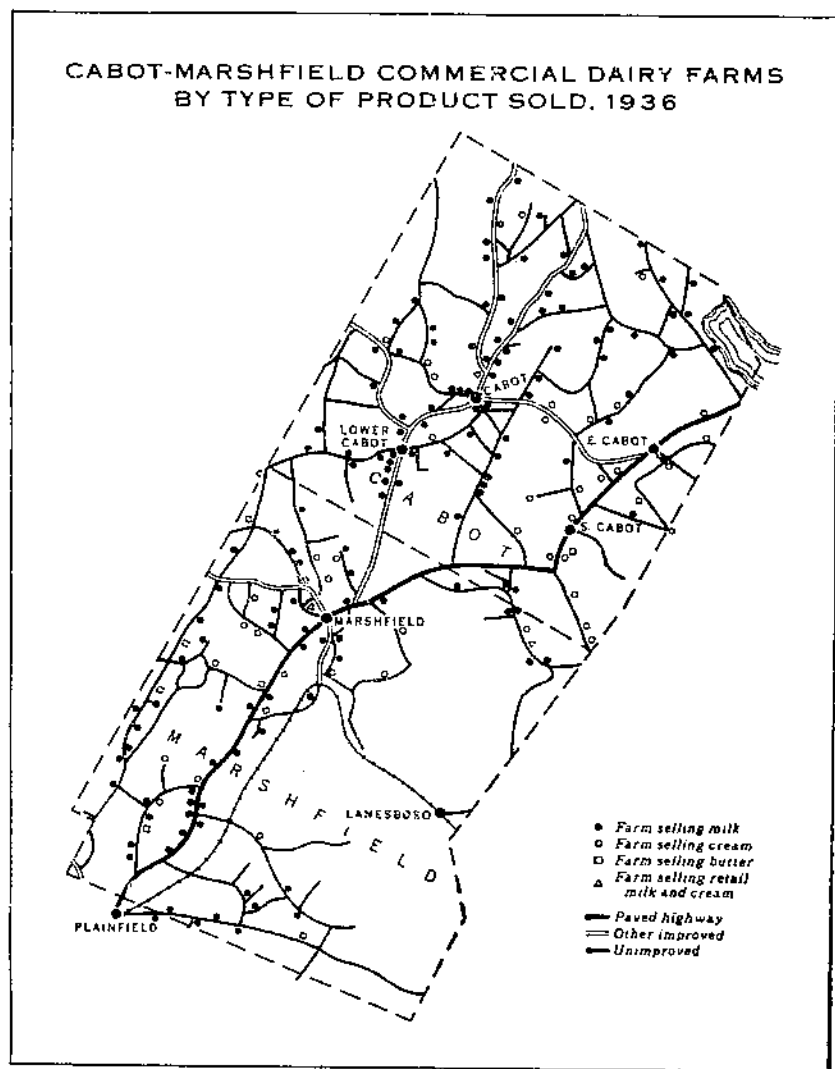 CABOT-MARSHFIELD COMMERCIAL DAIRY FARMS
BY TYPE OF PRODUCT SOLD, 1936
CABOT
LOWER
CABOT
E. CABOT
CABOT
S. CABOT
MARSHFIELD
MARSHFIELD
LANESBORO
PLAINFIELD
Farm selling milk
Farm selling cream
Farm selling butter
Farm selling retail
milk and cream
Paved highway
Other improved
Unimproved